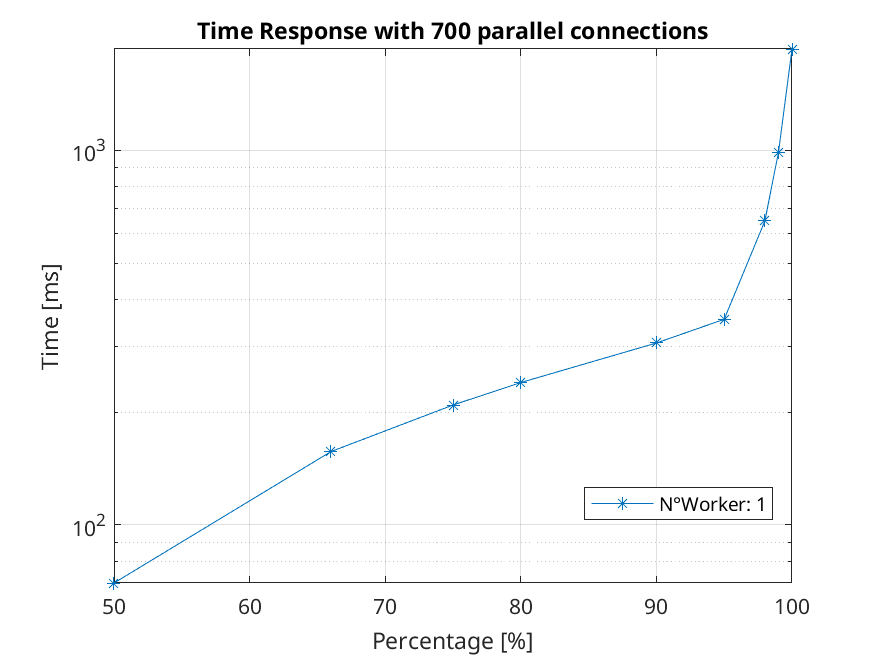 Time Response with 700 parallel connections
10³
10²
Time [ms]
N°Worker: 1
50 60 70 80 90 100
Percentage [%]